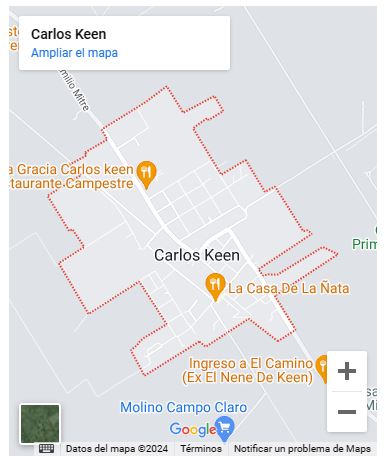 Carlos Keen
Ampliar el mapa
milio Mitre
a Gracia Carlos keen
staurante Campestre
Carlos Keen
La Casa De La Ñata
Prim
Ingreso a El Camino
(Ex El Nene De Keen)
Molino Campo Claro
Google
Datos del mapa ©2024
Términos
Notificar un problema de Maps